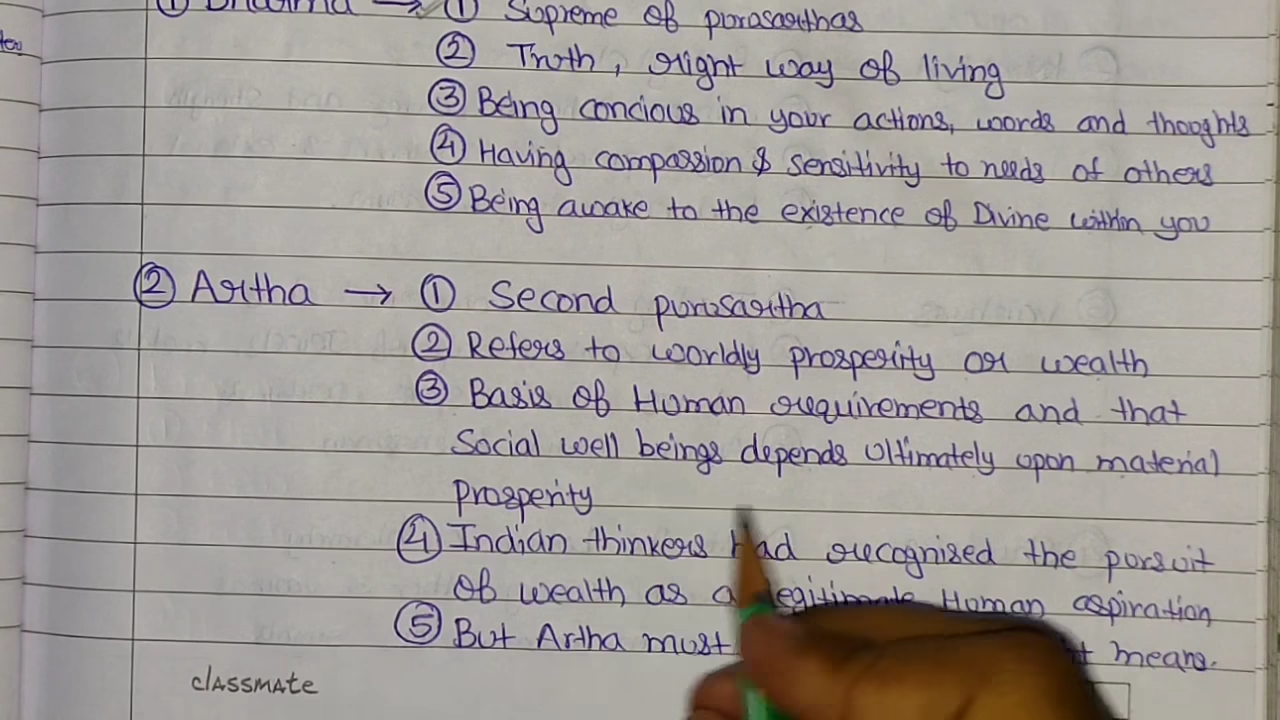 ① Dharma → ① Supreme of purasarthas
② Truth, right way of living
③ Being concious in your actions, words and thoughts
④ Having compassion & sensitivity to needs of others
⑤ Being awake to the existence of Divine within you
② Artha → ① Second purusartha
② Refers to worldly prosperity or wealth
③ Basis of Human requirements and that
Social well beings depends Ultimately upon material
prosperity
④ Indian thinkers had recognised the pursuit
of wealth as a legitimate Human aspiration
⑤ But Artha must means.
classmate